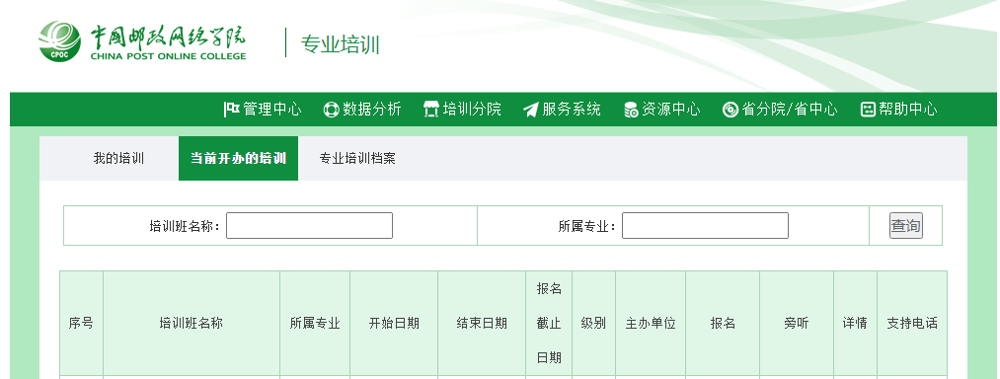 中国邮政网络学院
CHINA POST ONLINE COLLEGE
CPOC
专业培训
管理中心 数据分析 培训分院 服务系统 资源中心 省分院/省中心 帮助中心
我的培训 当前开办的培训 专业培训档案
培训班名称： 所属专业： 查询
序号 培训班名称 所属专业 开始日期 结束日期 报名截止日期 级别 主办单位 报名 旁听 详情 支持电话